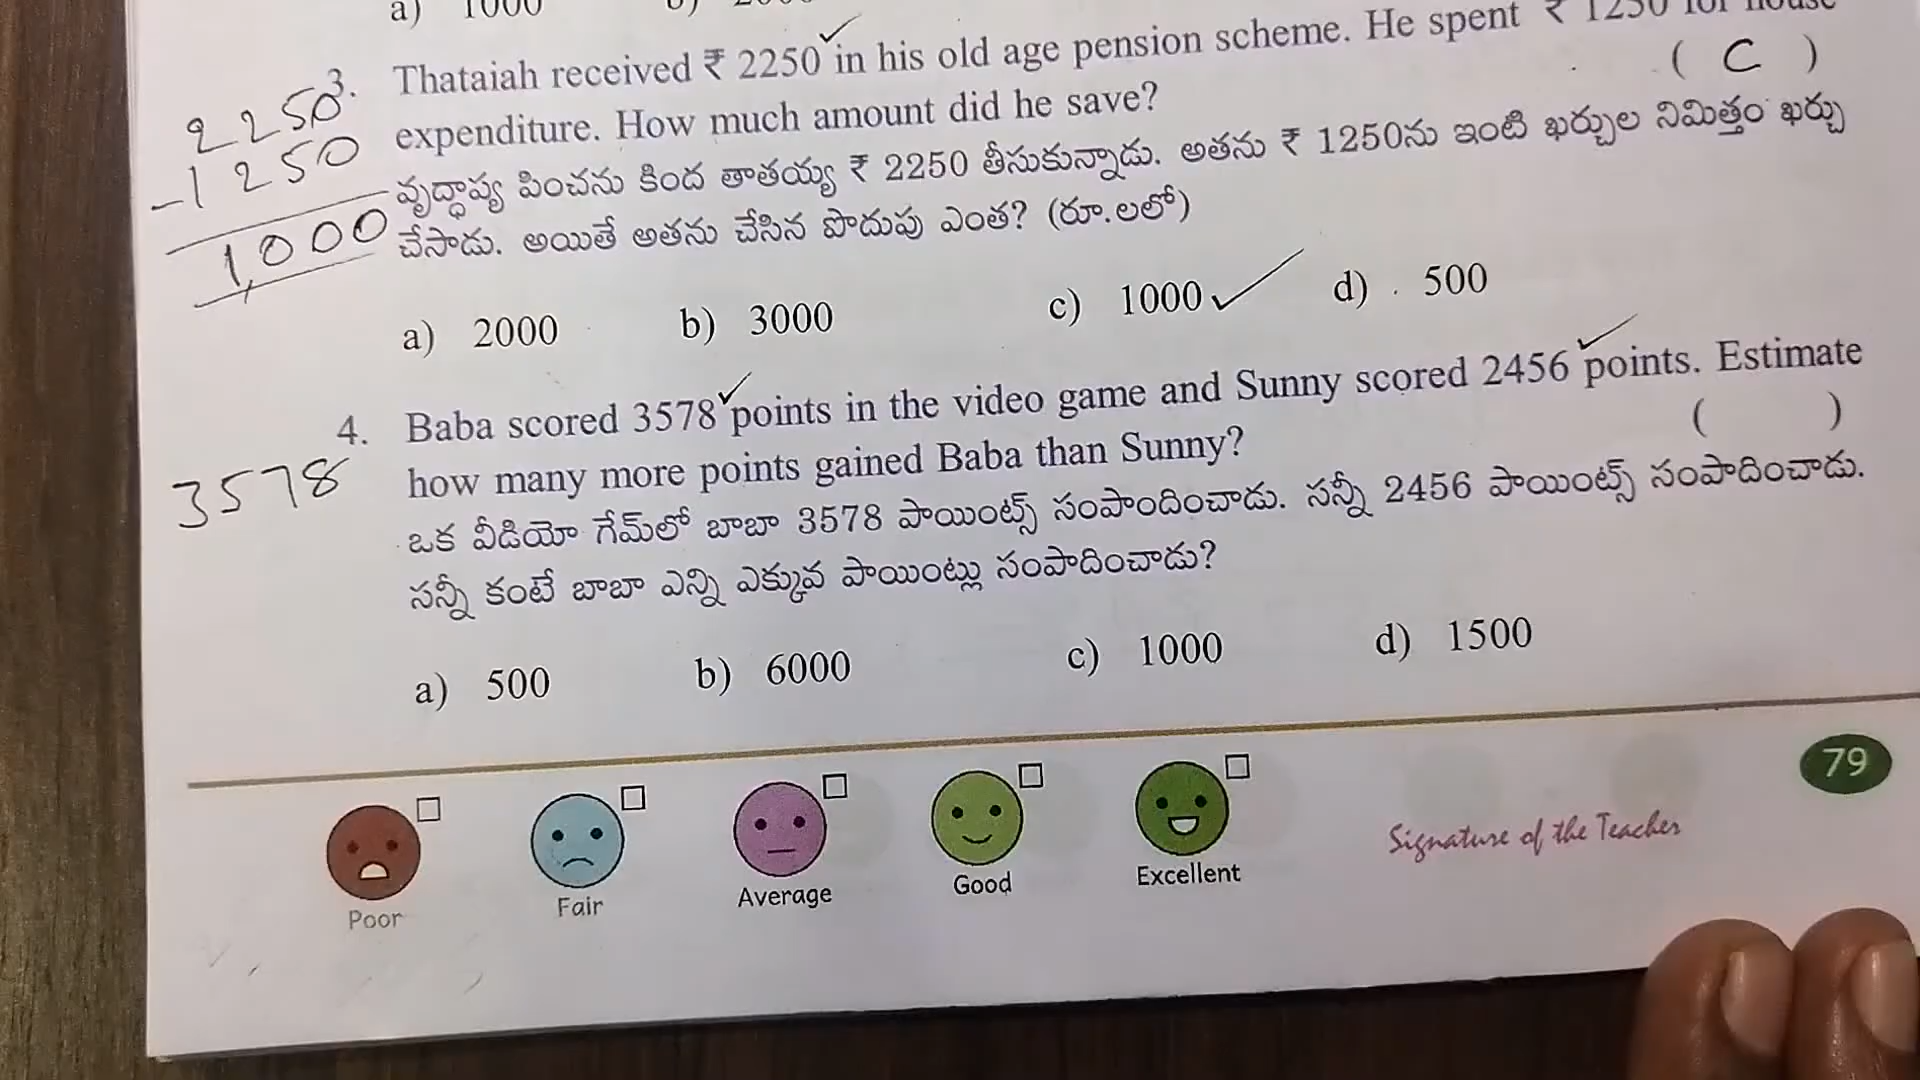 a) 1000
3. Thataiah received ₹ 2250 in his old age pension scheme. He spent ₹ 1250 for house
expenditure. How much amount did he save? ( C )
వృద్ధాప్య పింఛను కింద తాతయ్య ₹ 2250 తీసుకున్నాడు. అతను ₹ 1250ను ఇంటి ఖర్చుల నిమిత్తం ఖర్చు
చేసాడు. అయితే అతను చేసిన పొదుపు ఎంత? (రూ.లలో)
2250
-1250
1,000
a) 2000 b) 3000 c) 1000 d) 500
4. Baba scored 3578 points in the video game and Sunny scored 2456 points. Estimate
how many more points gained Baba than Sunny? ( )
3578
ఒక వీడియో గేమ్‌లో బాబా 3578 పాయింట్స్ సంపాందించాడు. సన్నీ 2456 పాయింట్స్ సంపాదించాడు.
సన్నీ కంటే బాబా ఎన్ని ఎక్కువ పాయింట్లు సంపాదించాడు?
a) 500 b) 6000 c) 1000 d) 1500
79
Poor Fair Average Good Excellent Signature of the Teacher